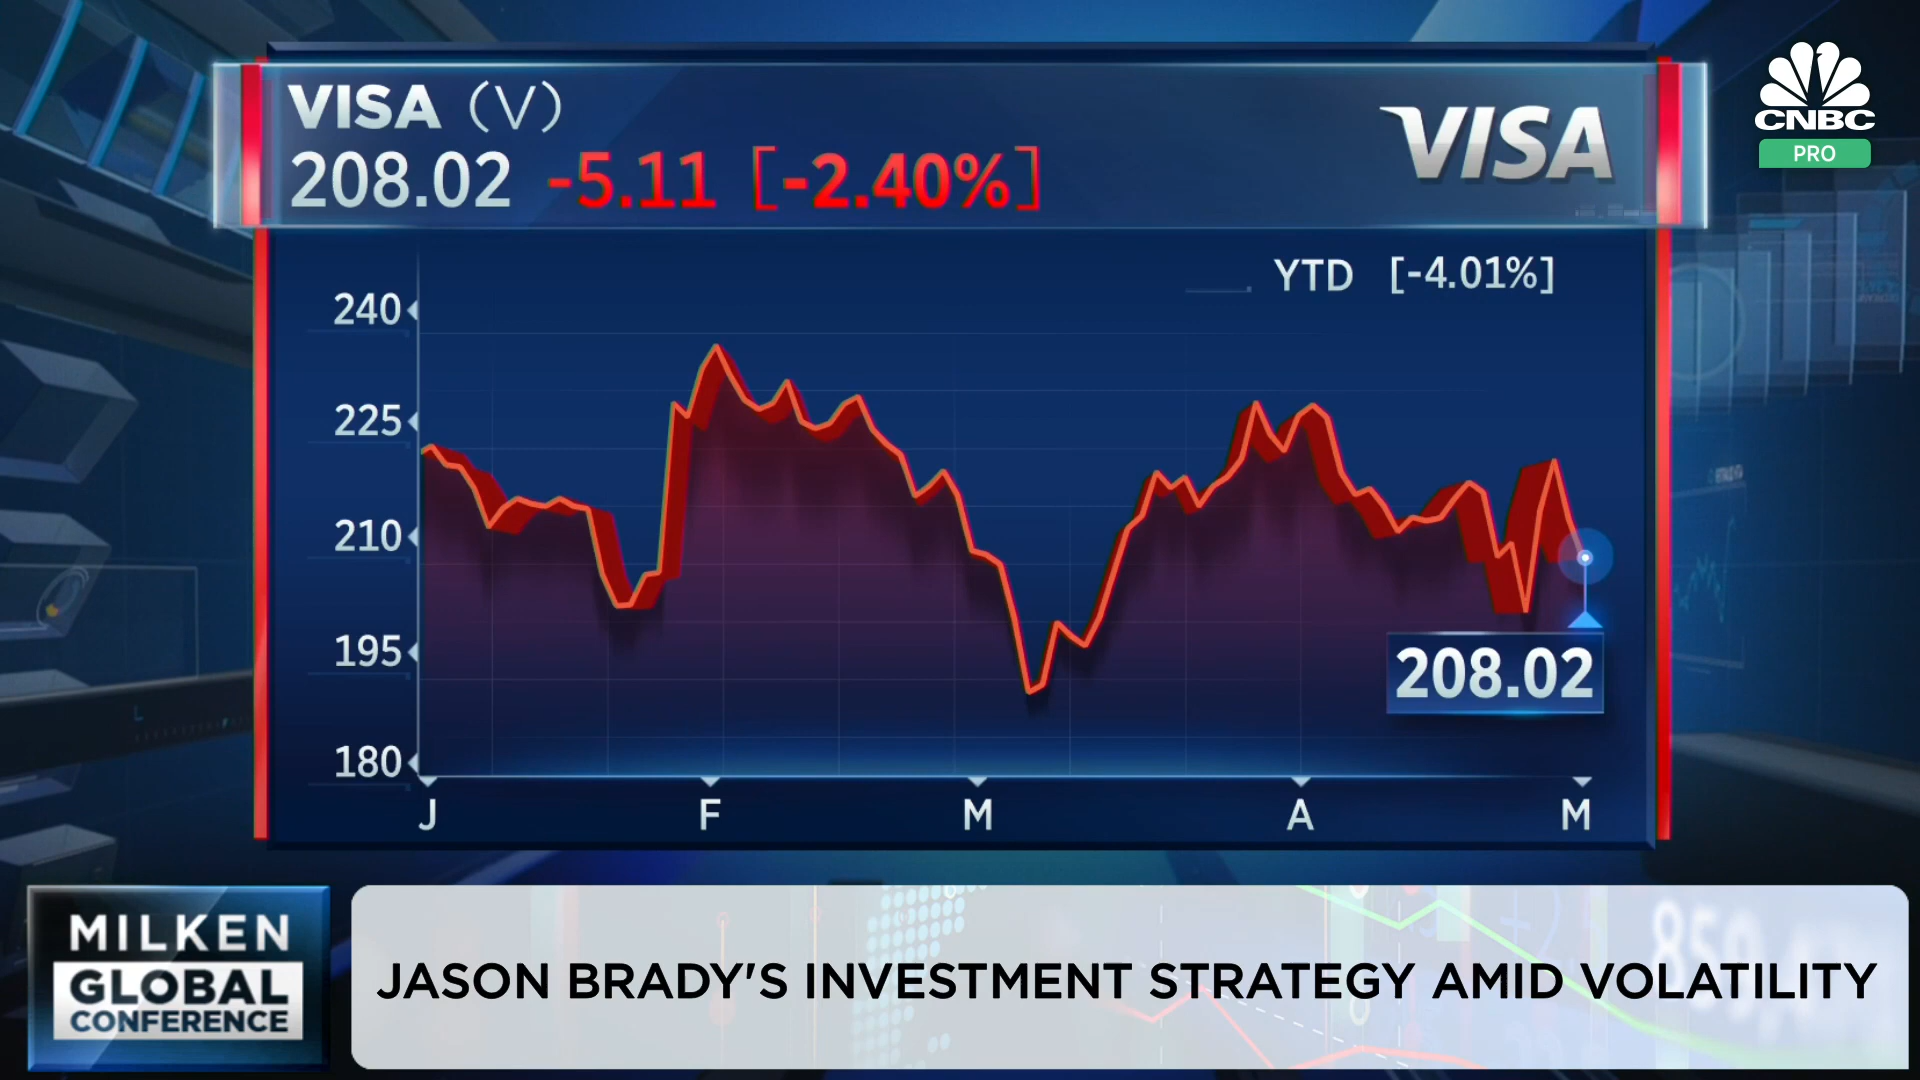 VISA (V)
208.02 -5.11 [-2.40%]
VISA
CNBC
PRO
YTD [-4.01%]
240
225
210
195
180
208.02
J F M A M
MILKEN
GLOBAL
CONFERENCE
JASON BRADY'S INVESTMENT STRATEGY AMID VOLATILITY